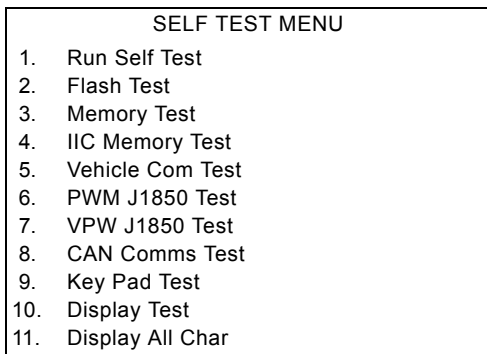 SELF TEST MENU
1. Run Self Test
2. Flash Test
3. Memory Test
4. IIC Memory Test
5. Vehicle Com Test
6. PWM J1850 Test
7. VPW J1850 Test
8. CAN Comms Test
9. Key Pad Test
10. Display Test
11. Display All Char